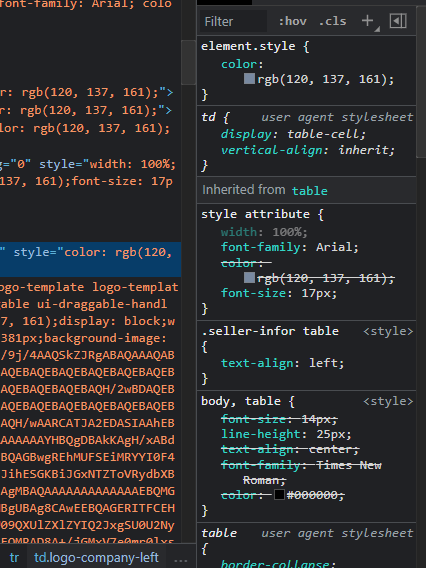 font-family: Arial; colo
r: rgb(120, 137, 161);">
or: rgb(120, 137, 161);">
olor: rgb(120, 137, 161);
g="0" style="width: 100%;
137, 161);font-size: 17p
" style="color: rgb(120,
ogo-template logo-templat
able ui-draggable-handl
7, 161);display: block;w
381px;background-image:
/9j/4AAQSkZJRgABAQAAAQAB
AQEBAQEBAQEBAQEBAQEBAQEB
AQEBAQEBAQEBAQEBAQH/2wBDAQEB
AQEBAQEBAQEBAQEBAQEBAQEB
AQH/wAARCATJA2EDASIAAhEB
AAAAAAYHBQgDBAkKAgH/xABd
BQAGBwgREhMUFSEiMRYYI0F4
JihESGKBiJGxNTZToVRydbXB
AgMBAQAAAAAAAAAAAAAEBQMG
BgUBAg8CAwEEBQAGERITFCEH
09QXUlZXlZYIQ2JxgSU0U2Ny
tr td.logo-company-left ...
Filter :hov .cls +
element.style {
color:
rgb(120, 137, 161);
}
td { user agent stylesheet
display: table-cell;
vertical-align: inherit;
}
Inherited from table
style attribute {
width: 100%;
font-family: Arial;
color:
rgb(120, 137, 161);
font-size: 17px;
}
.seller-infor table <style>
{
text-align: left;
}
body, table { <style>
font-size: 14px;
line-height: 25px;
text-align: center;
font-family: Times New
Roman;
color: #000000;
}
table user agent stylesheet
{
border-collapse: